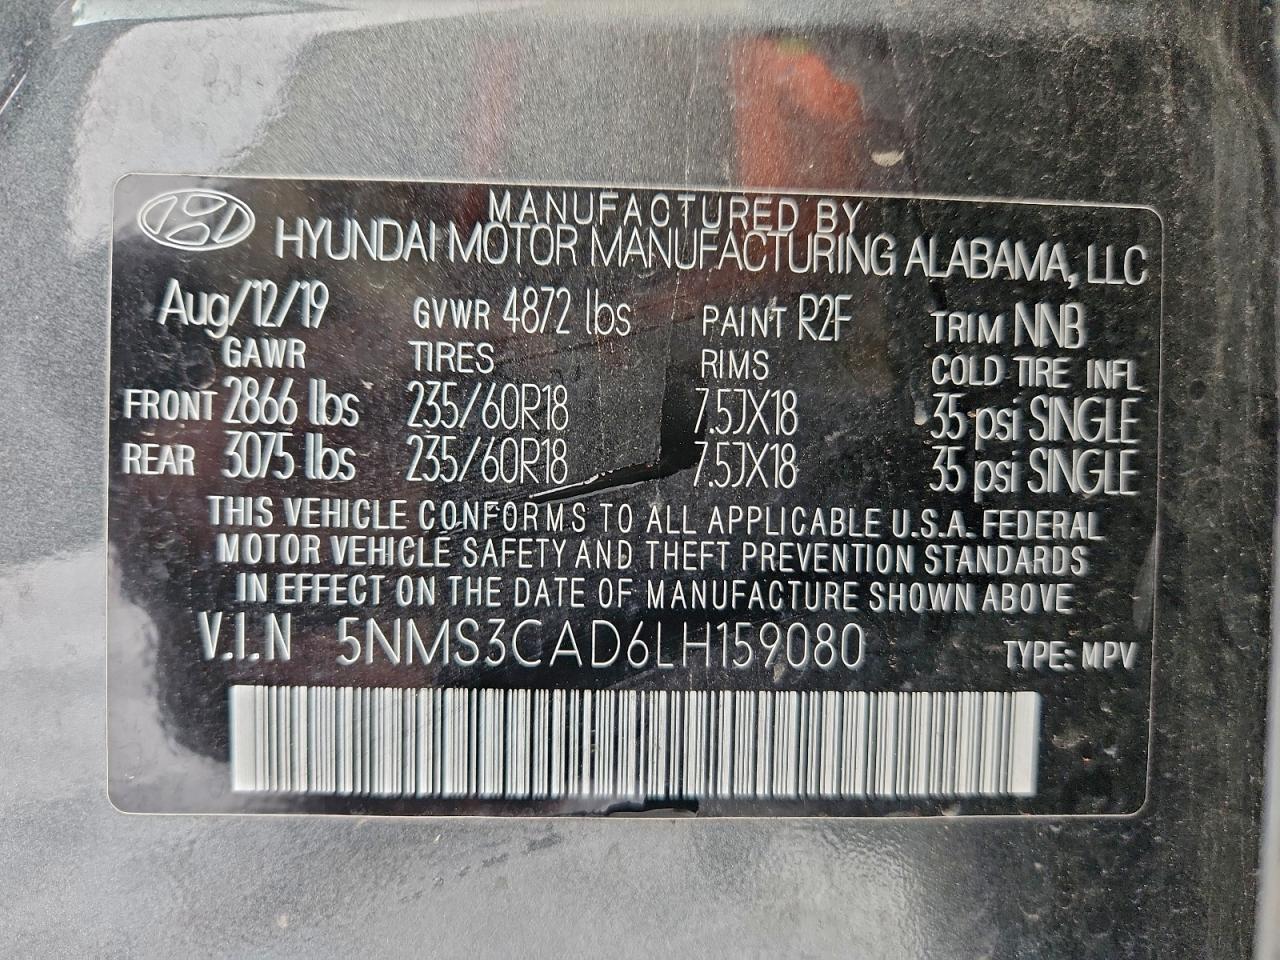 MANUFACTURED BY
HYUNDAI MOTOR MANUFACTURING ALABAMA, LLC
Aug/12/19 GVWR 4872 lbs PAINT R2F TRIM NNB
GAWR TIRES RIMS COLD TIRE INFL
FRONT 2866 lbs 235/60R18 7.5JX18 35 psi SINGLE
REAR 3075 lbs 235/60R18 7.5JX18 35 psi SINGLE
THIS VEHICLE CONFORMS TO ALL APPLICABLE U.S.A. FEDERAL
MOTOR VEHICLE SAFETY AND THEFT PREVENTION STANDARDS
IN EFFECT ON THE DATE OF MANUFACTURE SHOWN ABOVE
V.I.N 5NMS3CAD6LH159080 TYPE: MPV